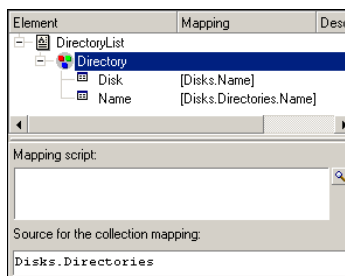 Element Mapping Desc
DirectoryList
Directory
Disk [Disks.Name]
Name [Disks.Directories.Name]
Mapping script:
Source for the collection mapping:
Disks.Directories